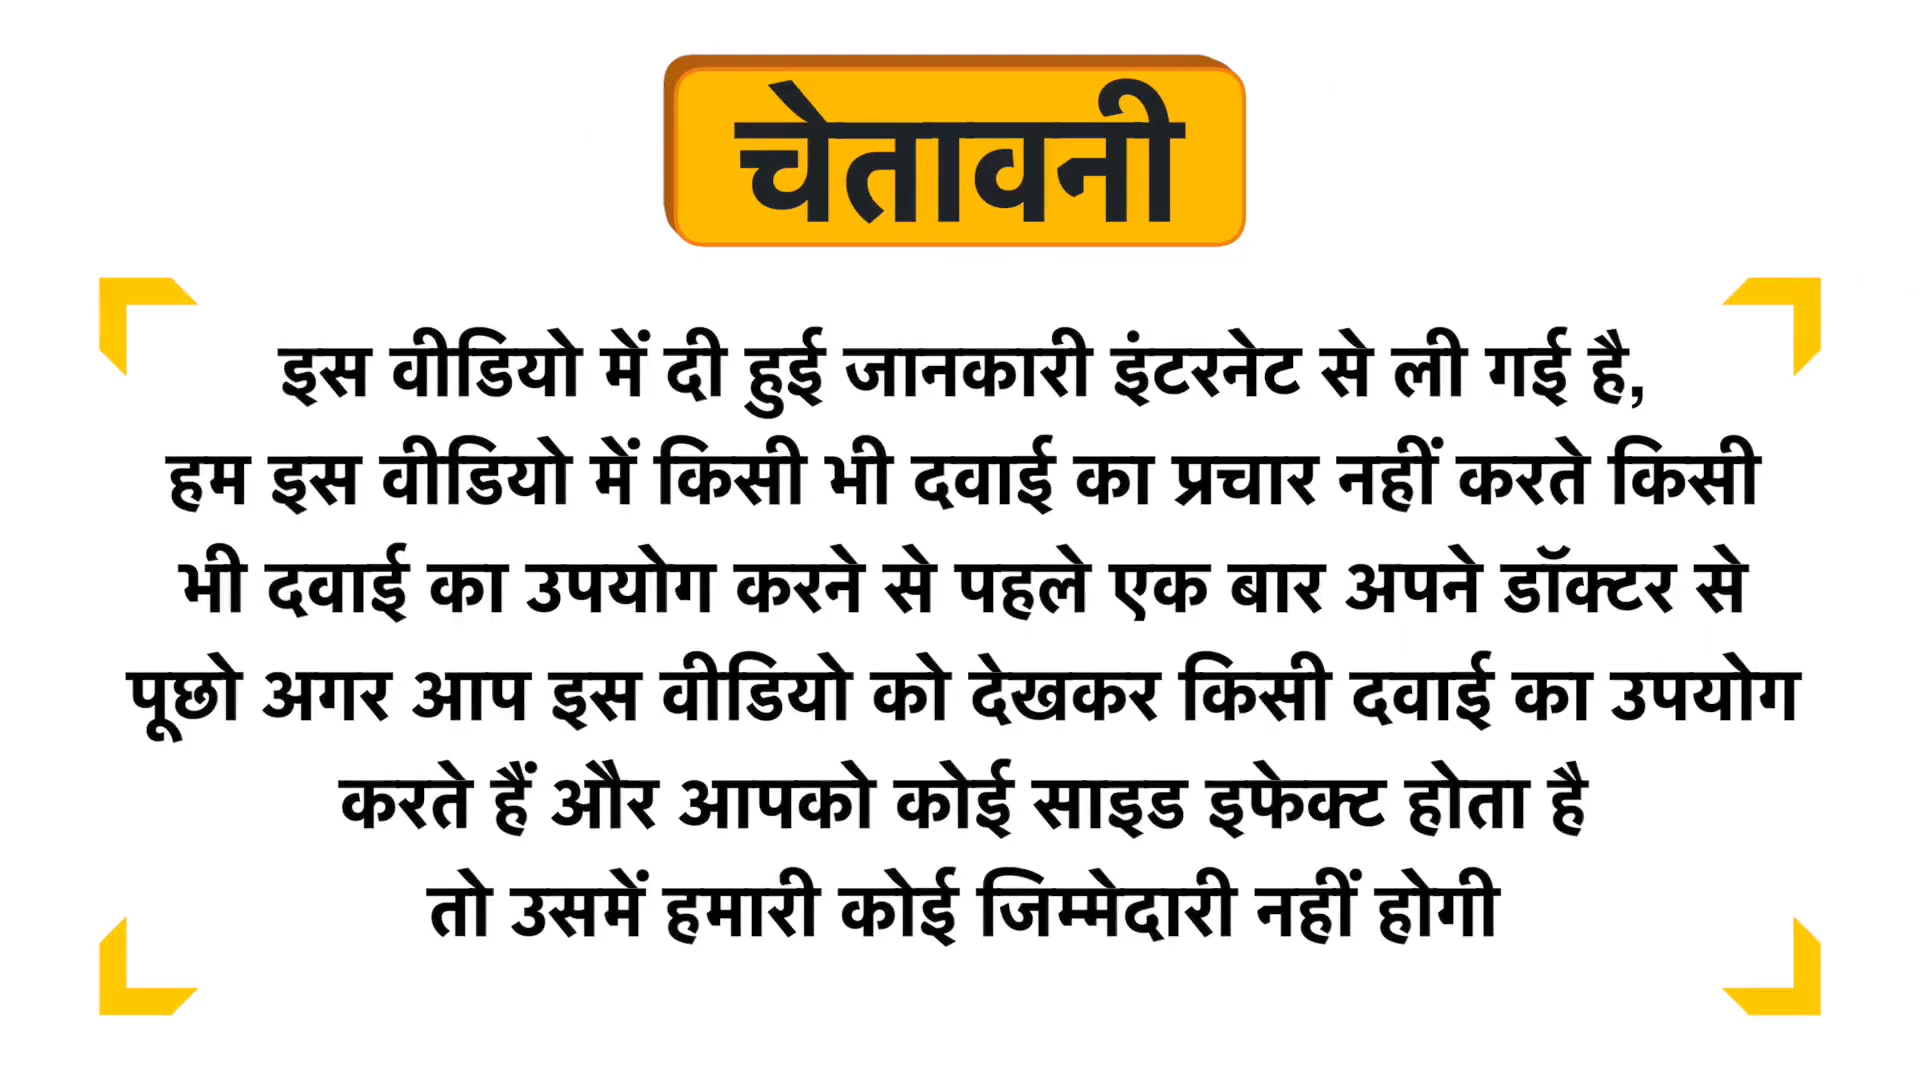 चेतावनी
इस वीडियो में दी हुई जानकारी इंटरनेट से ली गई है,
हम इस वीडियो में किसी भी दवाई का प्रचार नहीं करते किसी
भी दवाई का उपयोग करने से पहले एक बार अपने डॉक्टर से
पूछो अगर आप इस वीडियो को देखकर किसी दवाई का उपयोग
करते हैं और आपको कोई साइड इफेक्ट होता है
तो उसमें हमारी कोई जिम्मेदारी नहीं होगी